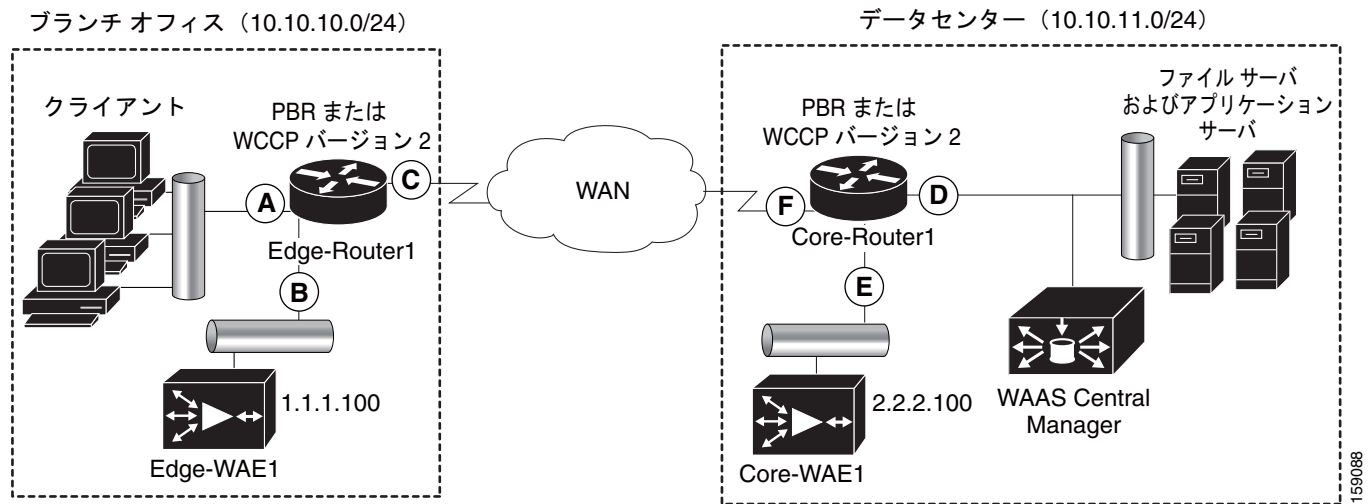 ブランチ オフィス（10.10.10.0/24）
データセンター（10.10.11.0/24）
クライアント
PBR または
WCCP バージョン 2
A
C
Edge-Router1
B
1.1.1.100
Edge-WAE1
WAN
PBR または
WCCP バージョン 2
F
D
Core-Router1
E
2.2.2.100
Core-WAE1
ファイル サーバ
およびアプリケーション
サーバ
WAAS Central
Manager
159088